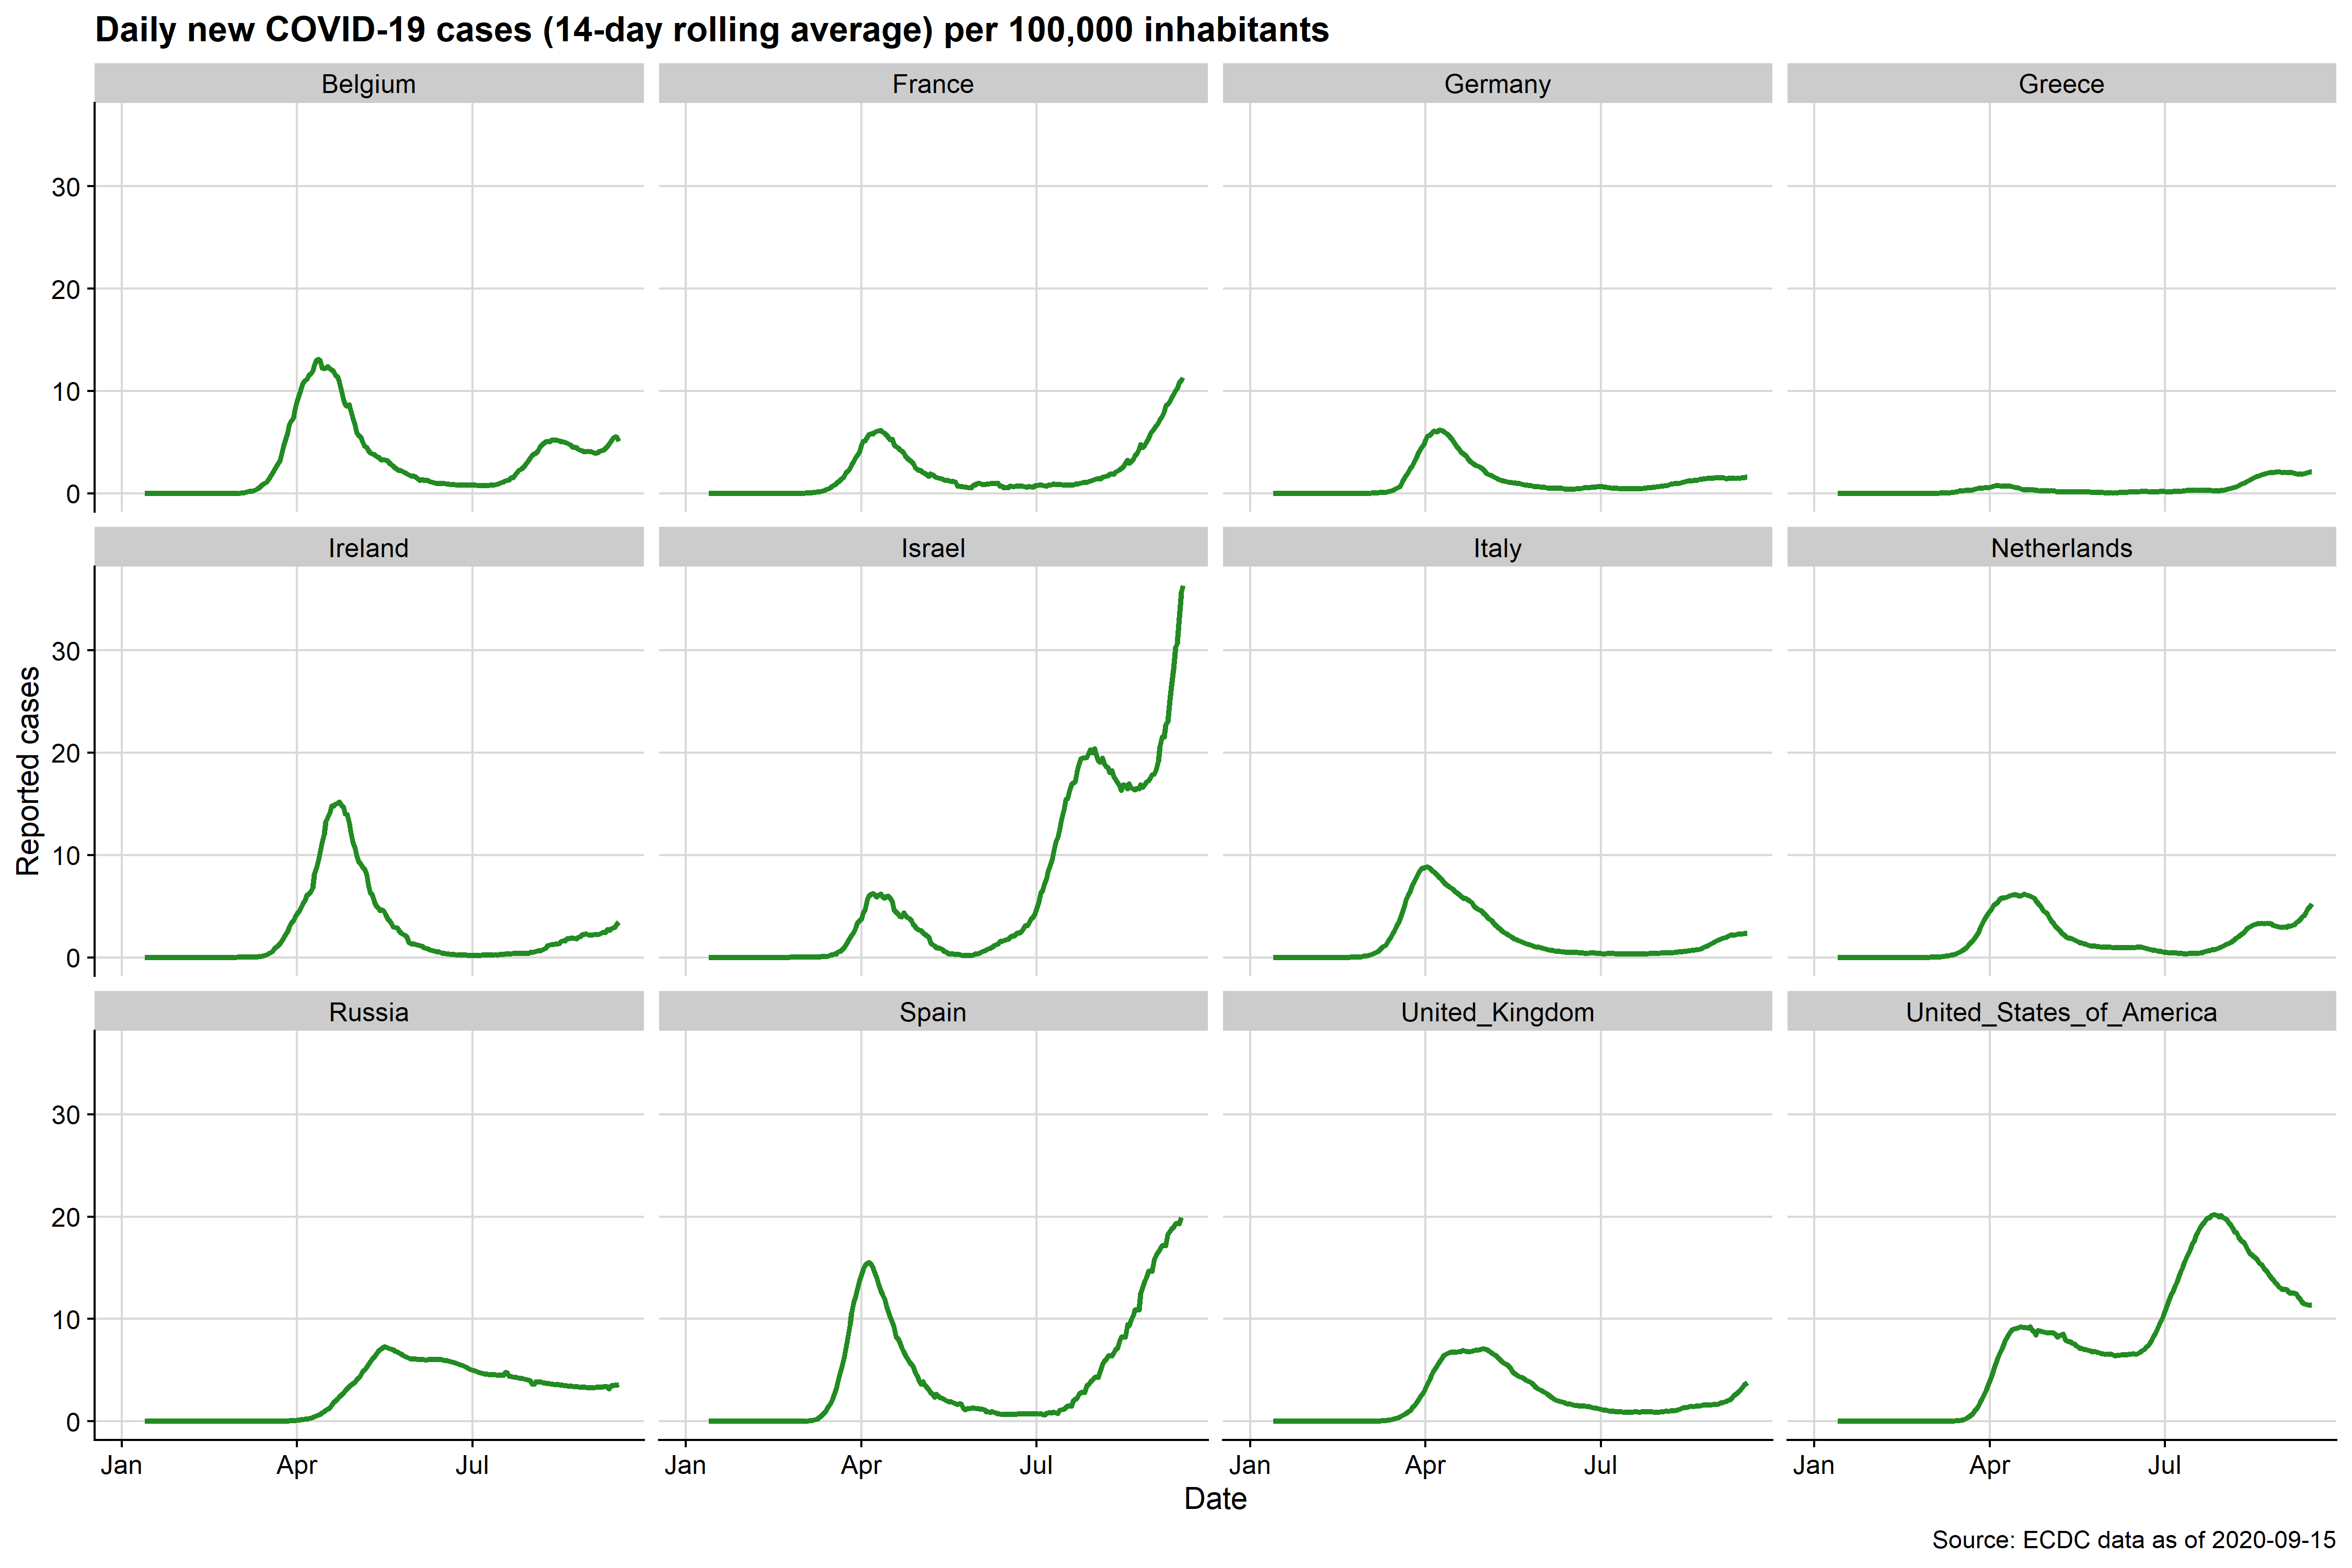 Daily new COVID-19 cases (14-day rolling average) per 100,000 inhabitants
Belgium France Germany Greece
30
20
10
0
Ireland Israel Italy Netherlands
30
20
10
0
Reported cases
Russia Spain United_Kingdom United_States_of_America
30
20
10
0
Jan Apr Jul Jan Apr Jul Jan Apr Jul Jan Apr Jul
Date
Source: ECDC data as of 2020-09-15